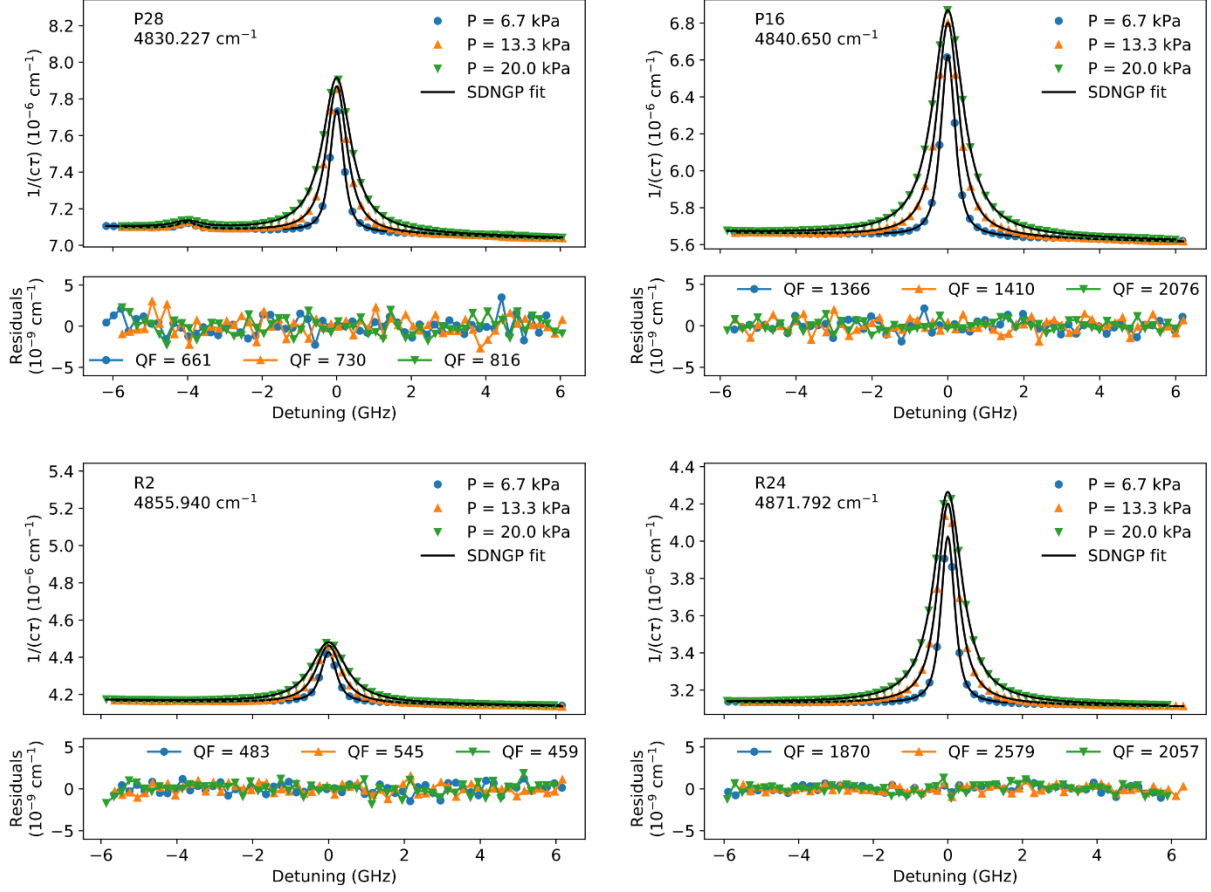 P28
4830.227 cm⁻¹
P = 6.7 kPa
P = 13.3 kPa
P = 20.0 kPa
SDNGP fit
1/(cτ) (10⁻⁶ cm⁻¹)
8.2
8.0
7.8
7.6
7.4
7.2
7.0
Residuals
(10⁻⁹ cm⁻¹)
5
0
−5
QF = 661 QF = 730 QF = 816
−6 −4 −2 0 2 4 6
Detuning (GHz)
P16
4840.650 cm⁻¹
P = 6.7 kPa
P = 13.3 kPa
P = 20.0 kPa
SDNGP fit
1/(cτ) (10⁻⁶ cm⁻¹)
6.8
6.4
6.0
5.6
Residuals
(10⁻⁹ cm⁻¹)
5
0
−5
QF = 1366 QF = 1410 QF = 2076
−6 −4 −2 0 2 4 6
Detuning (GHz)
R2
4855.940 cm⁻¹
P = 6.7 kPa
P = 13.3 kPa
P = 20.0 kPa
SDNGP fit
1/(cτ) (10⁻⁶ cm⁻¹)
5.4
5.2
5.0
4.8
4.6
4.4
4.2
Residuals
(10⁻⁹ cm⁻¹)
5
0
−5
QF = 483 QF = 545 QF = 459
−6 −4 −2 0 2 4 6
Detuning (GHz)
R24
4871.792 cm⁻¹
P = 6.7 kPa
P = 13.3 kPa
P = 20.0 kPa
SDNGP fit
1/(cτ) (10⁻⁶ cm⁻¹)
4.4
4.2
4.0
3.8
3.6
3.4
3.2
Residuals
(10⁻⁹ cm⁻¹)
5
0
−5
QF = 1870 QF = 2579 QF = 2057
−6 −4 −2 0 2 4 6
Detuning (GHz)